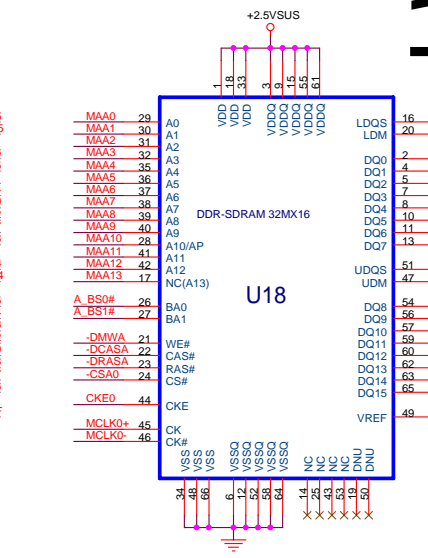 +2.5VSUS
1 18 33 3 9 15 55 61
VDD VDD VDD VDDQ VDDQ VDDQ VDDQ VDDQ
MAA0 29 A0 LDQS 16
MAA1 30 A1 LDM 20
MAA2 31 A2
MAA3 32 A3 DQ0 2
MAA4 35 A4 DQ1 4
MAA5 36 A5 DQ2 5
MAA6 37 A6 DQ3 7
MAA7 38 A7 DQ4 8
MAA8 39 A8 DDR-SDRAM 32MX16 DQ5 10
MAA9 40 A9 DQ6 11
MAA10 28 A10/AP DQ7 13
MAA11 41 A11
MAA12 42 A12 UDQS 51
MAA13 17 NC(A13) UDM 47
U18
A_BS0# 26 BA0 DQ8 54
A_BS1# 27 BA1 DQ9 56
DQ10 57
-DMWA 21 WE# DQ11 59
-DCASA 22 CAS# DQ12 60
-DRASA 23 RAS# DQ13 62
-CSA0 24 CS# DQ14 63
DQ15 65
CKE0 44 CKE
VREF 49
MCLK0+ 45 CK
MCLK0- 46 CK#
VSS VSS VSS VSSQ VSSQ VSSQ VSSQ VSSQ NC NC NC NC DNU DNU
34 48 66 6 12 52 58 64 14 25 43 53 19 50